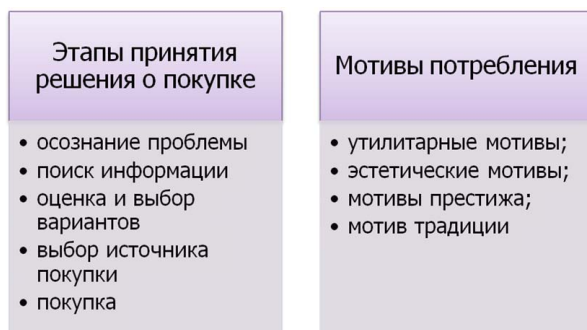 Этапы принятия
решения о покупке
• осознание проблемы
• поиск информации
• оценка и выбор
вариантов
• выбор источника
покупки
• покупка
Мотивы потребления
• утилитарные мотивы;
• эстетические мотивы;
• мотивы престижа;
• мотив традиции